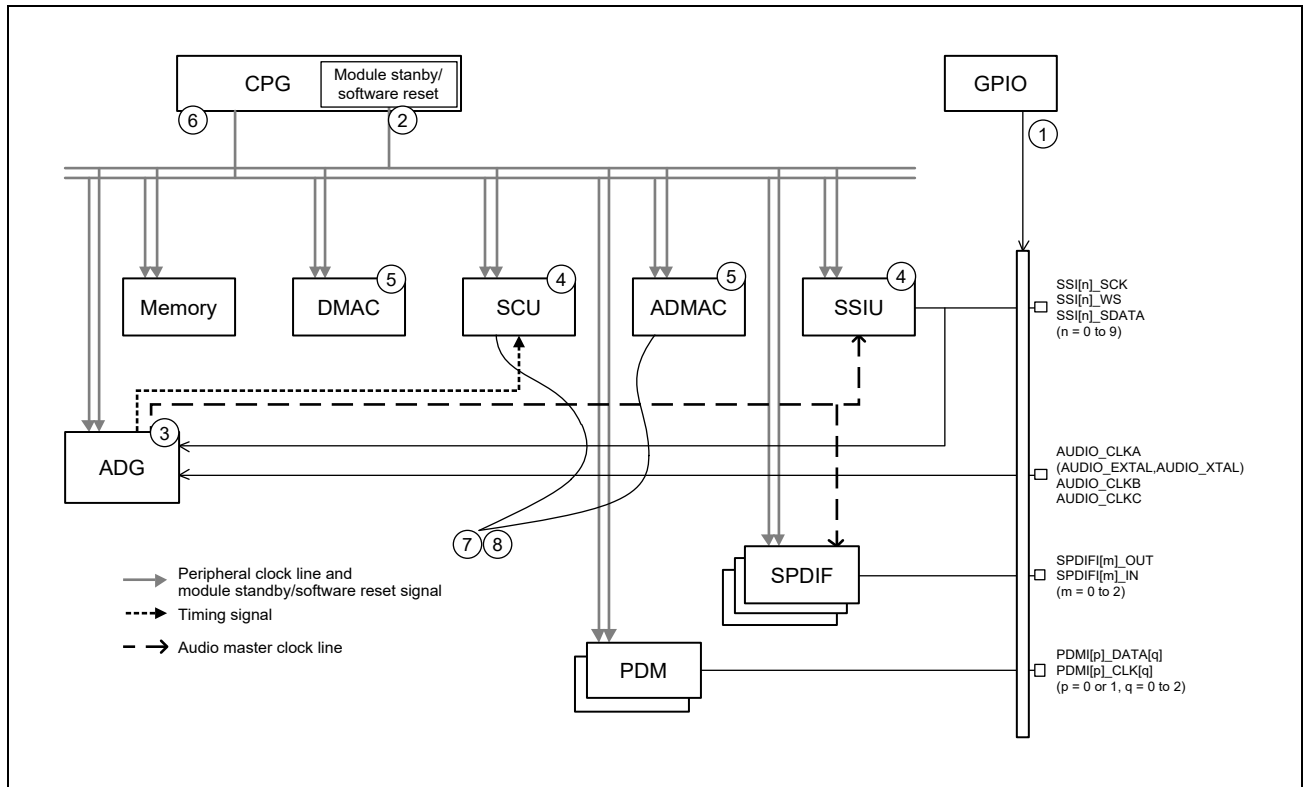 CPG
Module stanby/
software reset
GPIO
6
2
1
5
4
5
4
Memory
DMAC
SCU
ADMAC
SSIU
SSI[n]_SCK
SSI[n]_WS
SSI[n]_SDATA
(n = 0 to 9)
3
ADG
AUDIO_CLKA
(AUDIO_EXTAL,AUDIO_XTAL)
AUDIO_CLKB
AUDIO_CLKC
7 8
SPDIF
SPDIFI[m]_OUT
SPDIFI[m]_IN
(m = 0 to 2)
Peripheral clock line and
module standby/software reset signal
Timing signal
Audio master clock line
PDM
PDMI[p]_DATA[q]
PDMI[p]_CLK[q]
(p = 0 or 1, q = 0 to 2)